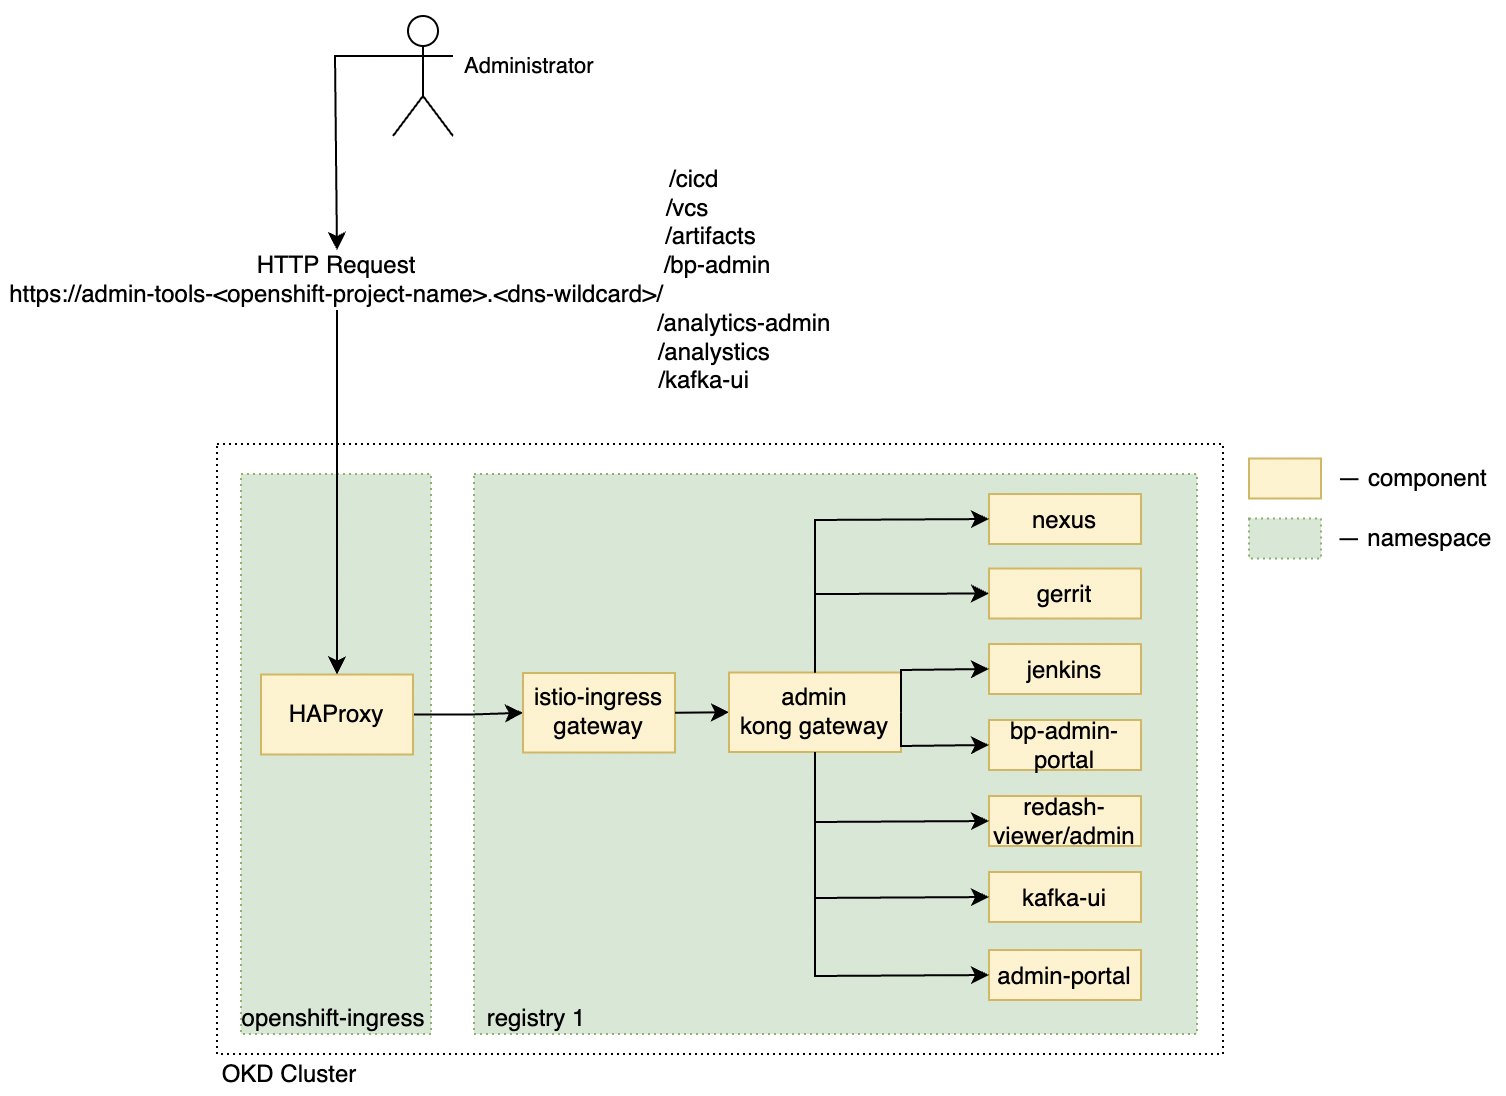 Administrator
/cicd
/vcs
/artifacts
/bp-admin
HTTP Request
https://admin-tools-<openshift-project-name>.<dns-wildcard>/
/analytics-admin
/analystics
/kafka-ui
— component
— namespace
nexus
gerrit
jenkins
bp-admin-
portal
redash-
viewer/admin
kafka-ui
admin-portal
HAProxy
istio-ingress
gateway
admin
kong gateway
openshift-ingress
registry 1
OKD Cluster